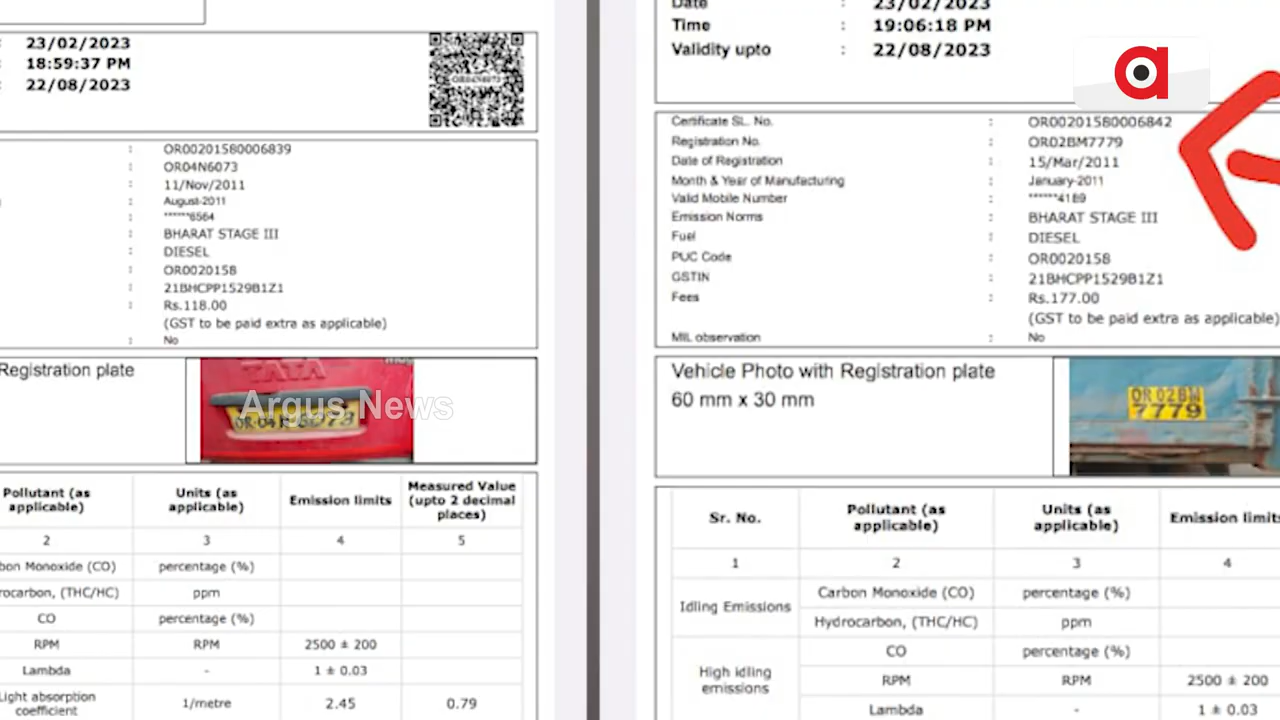 : 23/02/2023
: 18:59:37 PM
: 22/08/2023
OR04N6073
: OR00201580006839
: OR04N6073
: 11/Nov/2011
: August-2011
: ******6564
: BHARAT STAGE III
: DIESEL
: OR0020158
: 21BHCPP1529B1Z1
: Rs.118.00
(GST to be paid extra as applicable)
: No
Registration plate
TATA
Argus News
Pollutant (as applicable) Units (as applicable) Emission limits Measured Value (upto 2 decimal places)
2 3 4 5
bon Monoxide (CO) percentage (%)
rocarbon, (THC/HC) ppm
CO percentage (%)
RPM RPM 2500 ± 200
Lambda - 1 ± 0.03
Light absorption coefficient 1/metre 2.45 0.79
Date : 23/02/2023
Time : 19:06:18 PM
Validity upto : 22/08/2023
a
Certificate SL. No. : OR00201580006842
Registration No. : OR02BM7779
Date of Registration : 15/Mar/2011
Month & Year of Manufacturing : January-2011
Valid Mobile Number : ******4189
Emission Norms : BHARAT STAGE III
Fuel : DIESEL
PUC Code : OR0020158
GSTIN : 21BHCPP1529B1Z1
Fees : Rs.177.00
(GST to be paid extra as applicable)
MIL observation : No
Vehicle Photo with Registration plate
60 mm x 30 mm
OR 02BM
7779
Sr. No. Pollutant (as applicable) Units (as applicable) Emission limits
1 2 3 4
Idling Emissions Carbon Monoxide (CO) percentage (%)
Hydrocarbon, (THC/HC) ppm
High idling emissions CO percentage (%)
RPM RPM 2500 ± 200
Lambda - 1 ± 0.03